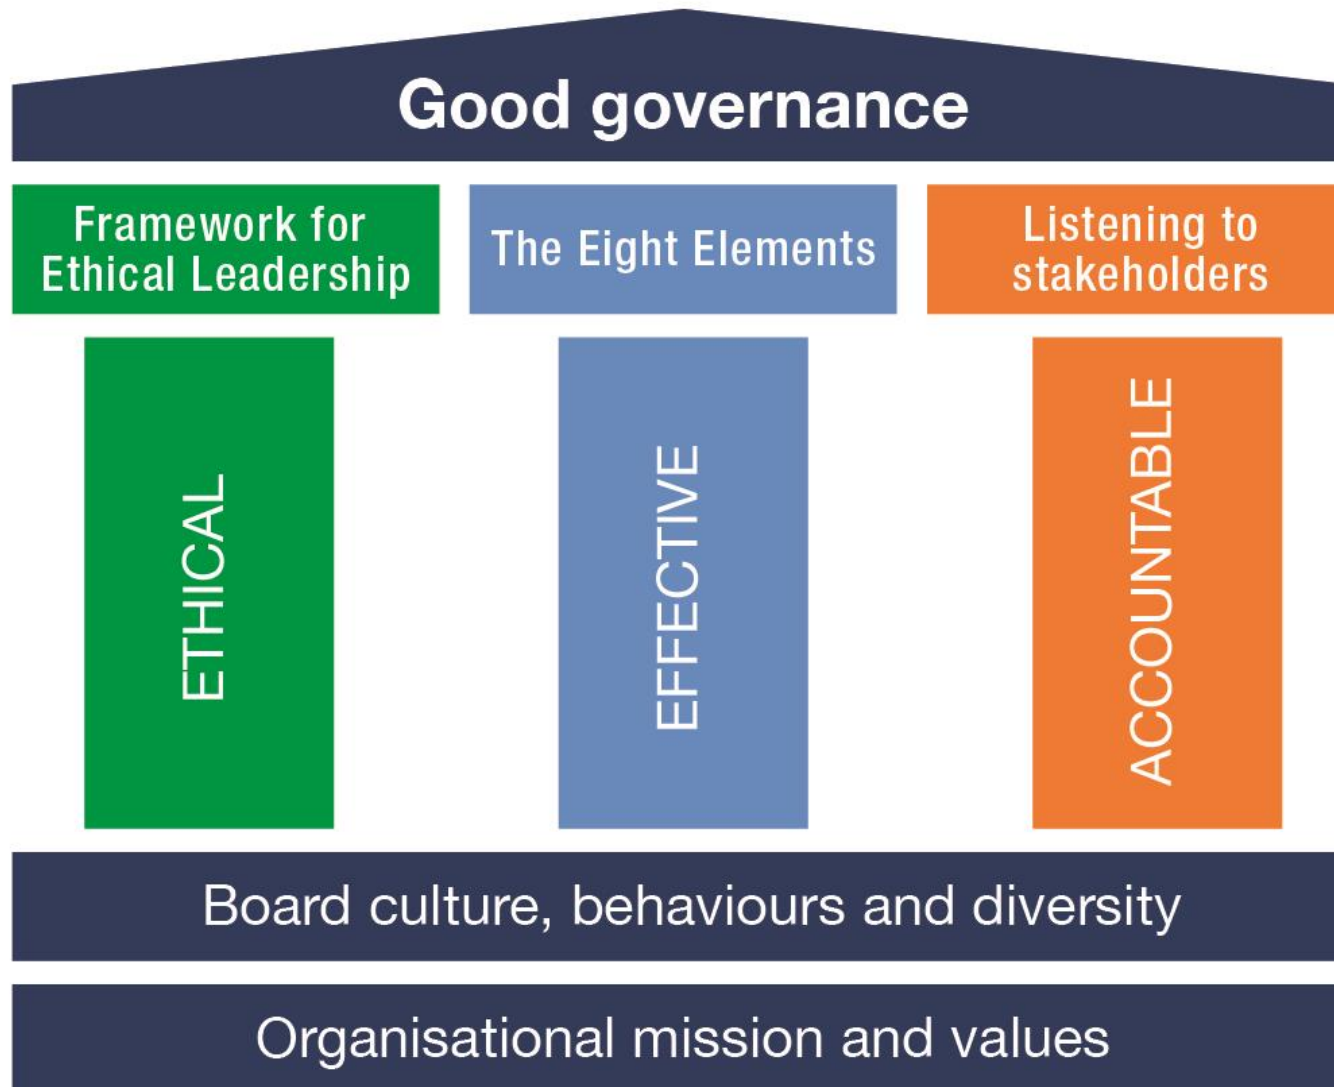 Good governance
Framework for
Ethical Leadership
The Eight Elements
Listening to
stakeholders
ETHICAL
EFFECTIVE
ACCOUNTABLE
Board culture, behaviours and diversity
Organisational mission and values